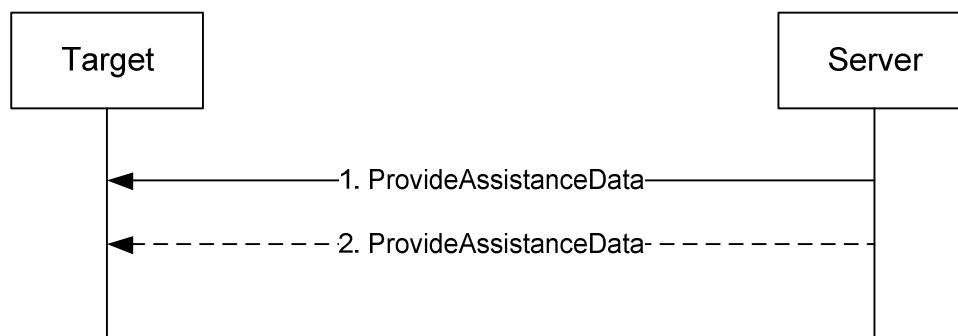 Target
Server
1. ProvideAssistanceData
2. ProvideAssistanceData